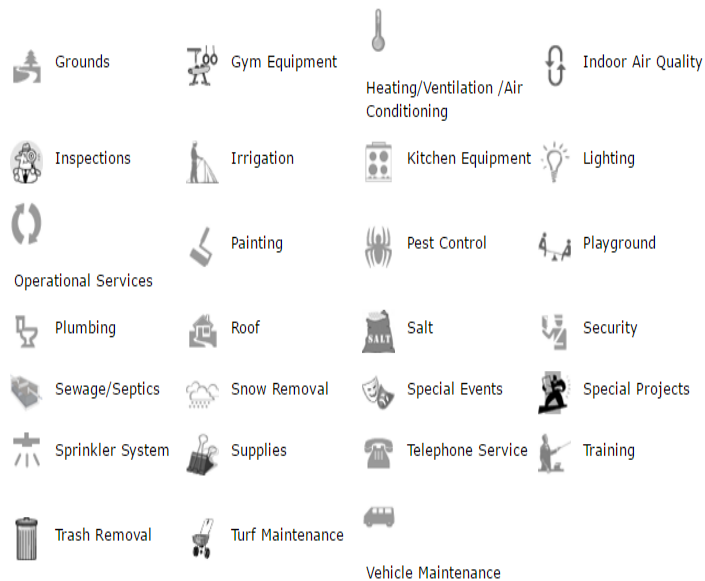 Grounds
Gym Equipment
Heating/Ventilation /Air
Conditioning
Indoor Air Quality
Inspections
Irrigation
Kitchen Equipment
Lighting
Operational Services
Painting
Pest Control
Playground
Plumbing
Roof
SALT
Salt
Security
Sewage/Septics
Snow Removal
Special Events
Special Projects
Sprinkler System
Supplies
Telephone Service
Training
Trash Removal
Turf Maintenance
Vehicle Maintenance